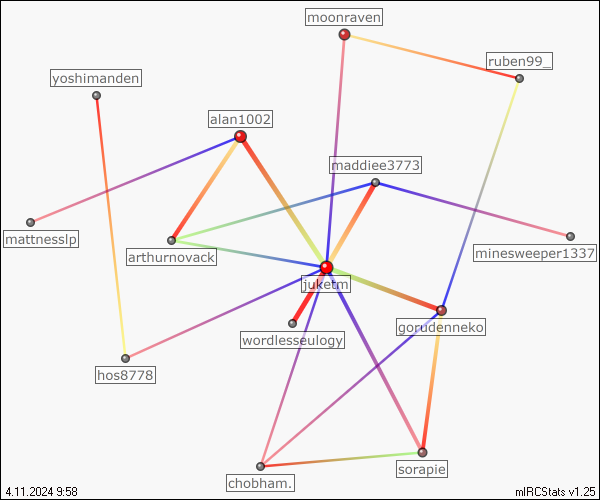 moonraven
ruben99_
yoshimanden
alan1002
maddiee3773
mattnesslp
arthurnovack
minesweeper1337
juketm
gorudenneko
wordlesseulogy
hos8778
sorapie
chobham.
4.11.2024 9:58
mIRCStats v1.25